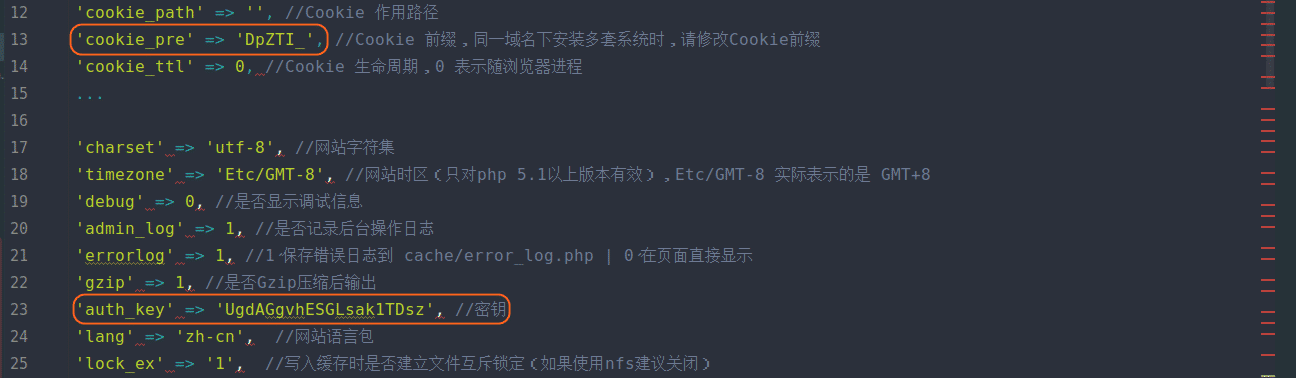 12 'cookie_path' => '', //Cookie 作用路径
13 'cookie_pre' => 'DpZTI_', //Cookie 前缀，同一域名下安装多套系统时，请修改Cookie前缀
14 'cookie_ttl' => 0, //Cookie 生命周期，0 表示随浏览器进程
15 ...
16
17 'charset' => 'utf-8', //网站字符集
18 'timezone' => 'Etc/GMT-8', //网站时区（只对php 5.1以上版本有效），Etc/GMT-8 实际表示的是 GMT+8
19 'debug' => 0, //是否显示调试信息
20 'admin_log' => 1, //是否记录后台操作日志
21 'errorlog' => 1, //1 保存错误日志到 cache/error_log.php | 0 在页面直接显示
22 'gzip' => 1, //是否Gzip压缩后输出
23 'auth_key' => 'UgdAGgvhESGLsak1TDsz', //密钥
24 'lang' => 'zh-cn',  //网站语言包
25 'lock_ex' => '1',  //写入缓存时是否建立文件互斥锁定（如果使用nfs建议关闭）